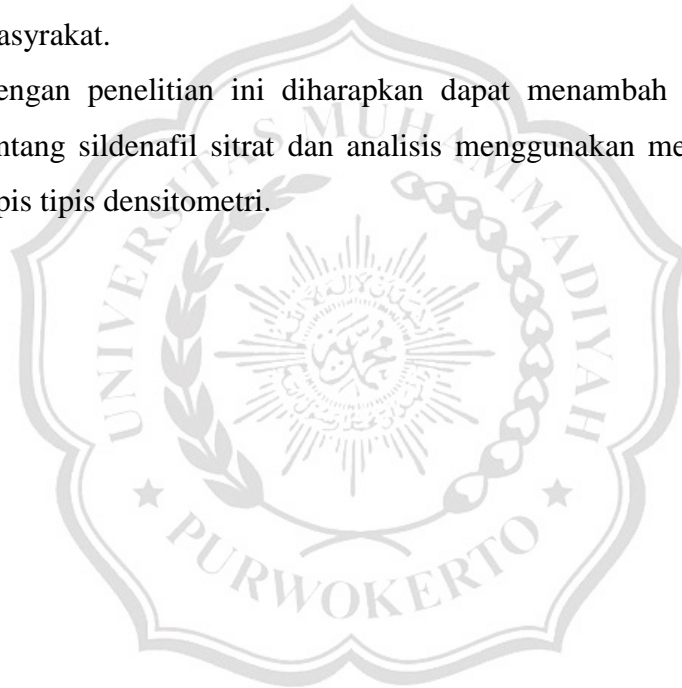 asyrakat.
engan penelitian ini diharapkan dapat menambah
ntang sildenafil sitrat dan analisis menggunakan me
pis tipis densitometri.
UNIVERSITAS MUHAMMADIYAH
PURWOKERTO